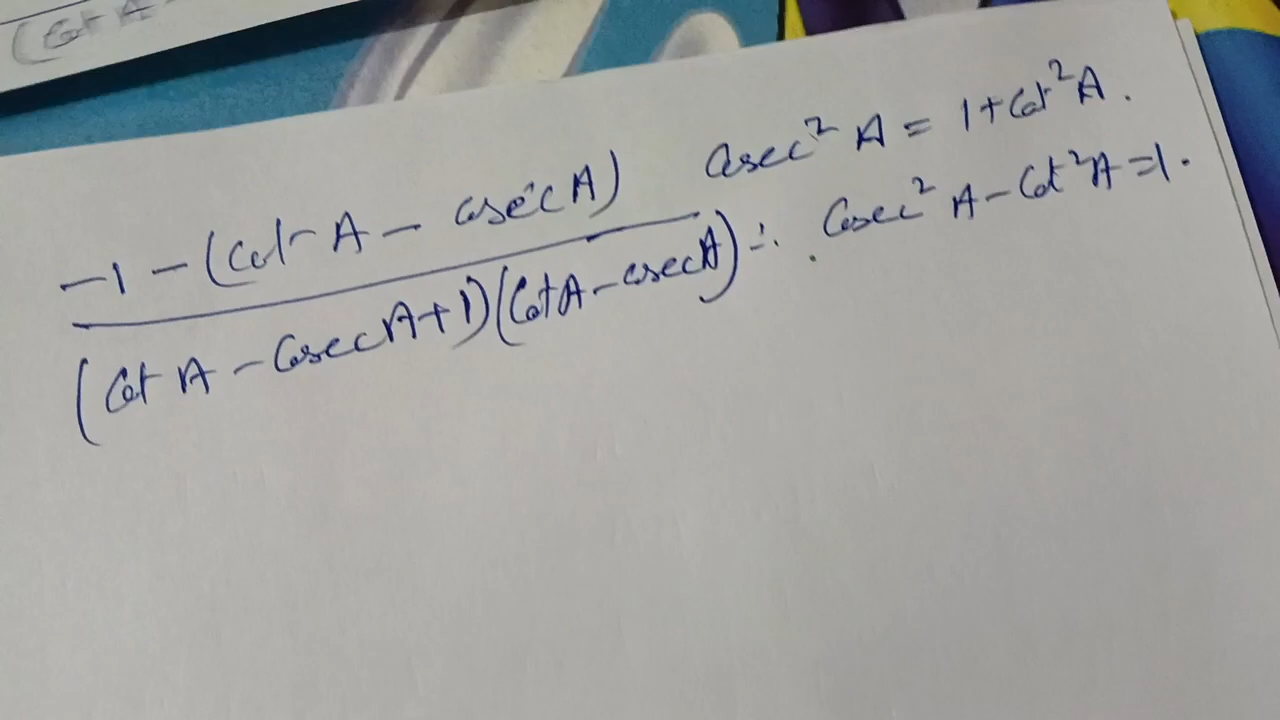 (Cot A
-1 - (Cot A - cosec A)
(Cot A - Cosec A + 1)(Cot A - cosec A)
Cosec² A = 1 + Cot² A.
∴ Cosec² A - Cot² A = 1.